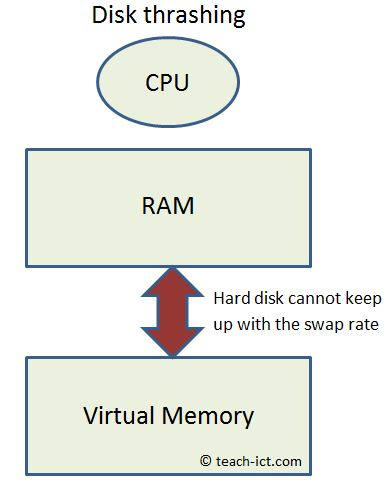 Disk thrashing
CPU
RAM
Hard disk cannot keep
up with the swap rate
Virtual Memory
© teach-ict.com